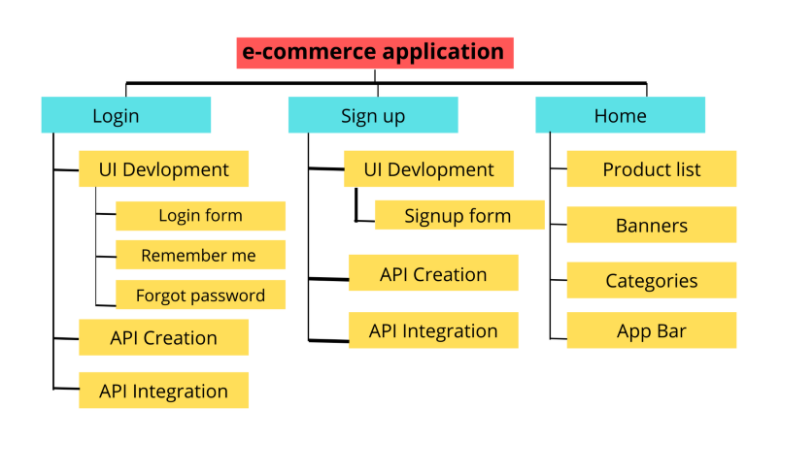 e-commerce application
Login
UI Devlopment
Login form
Remember me
Forgot password
API Creation
API Integration
Sign up
UI Devlopment
Signup form
API Creation
API Integration
Home
Product list
Banners
Categories
App Bar